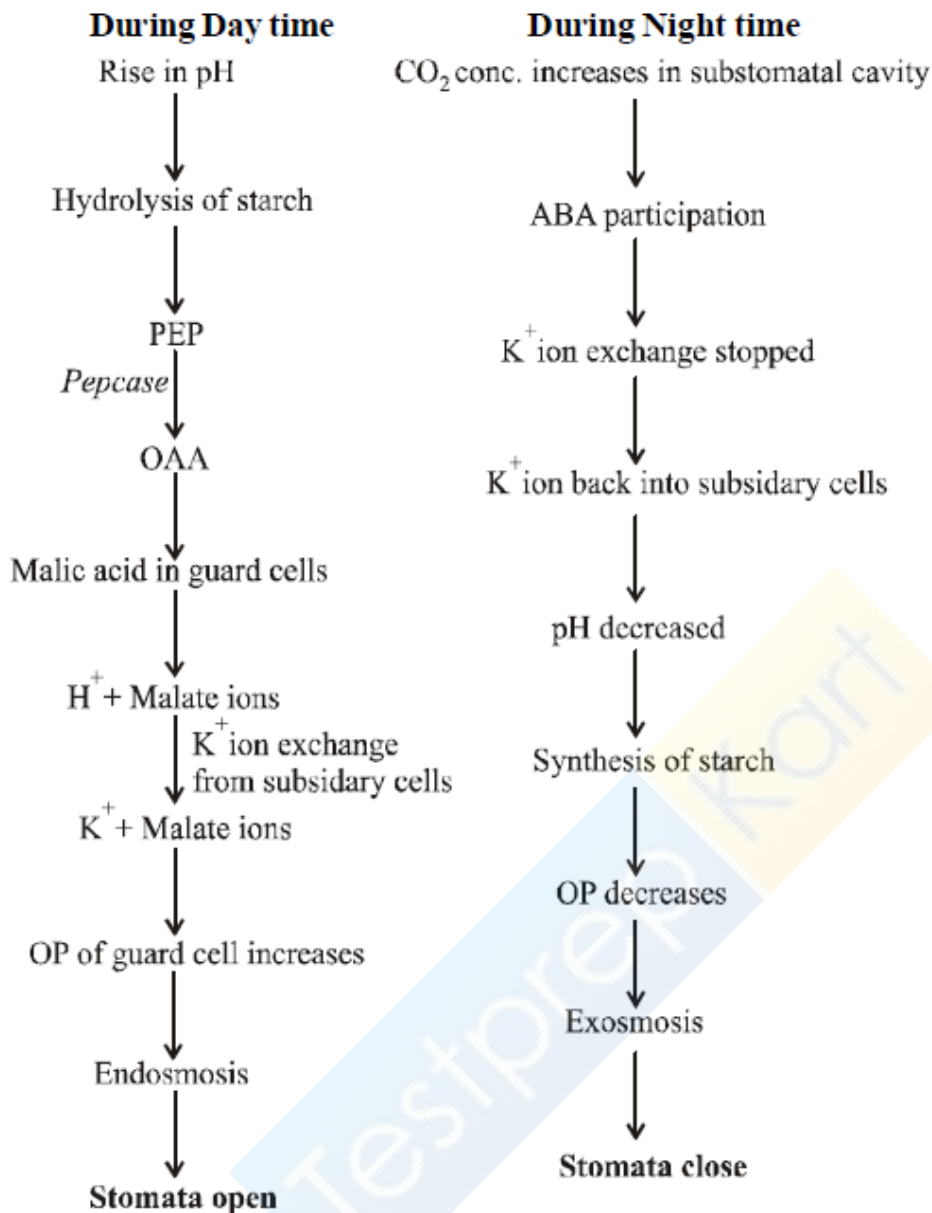 During Day time
Rise in pH
Hydrolysis of starch
PEP
Pepcase
OAA
Malic acid in guard cells
H⁺ + Malate ions
K⁺ ion exchange
from subsidary cells
K⁺ + Malate ions
OP of guard cell increases
Endosmosis
Stomata open
During Night time
CO₂ conc. increases in substomatal cavity
ABA participation
K⁺ ion exchange stopped
K⁺ ion back into subsidary cells
pH decreased
Synthesis of starch
OP decreases
Exosmosis
Stomata close
Testprep Kart